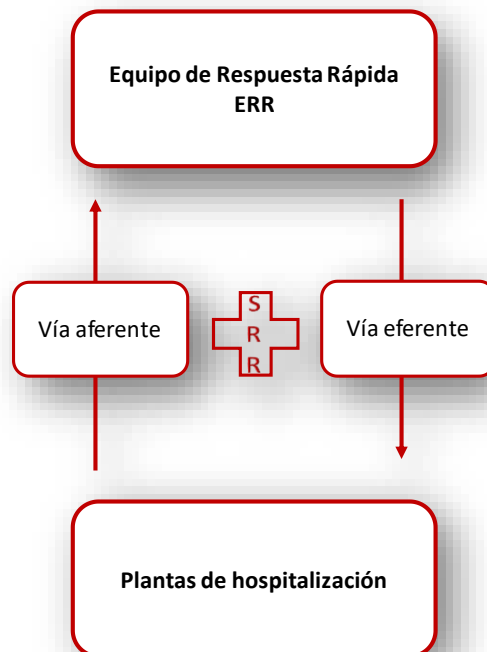 Equipo de Respuesta Rápida
ERR
Vía aferente
S
R
R
Vía eferente
Plantas de hospitalización